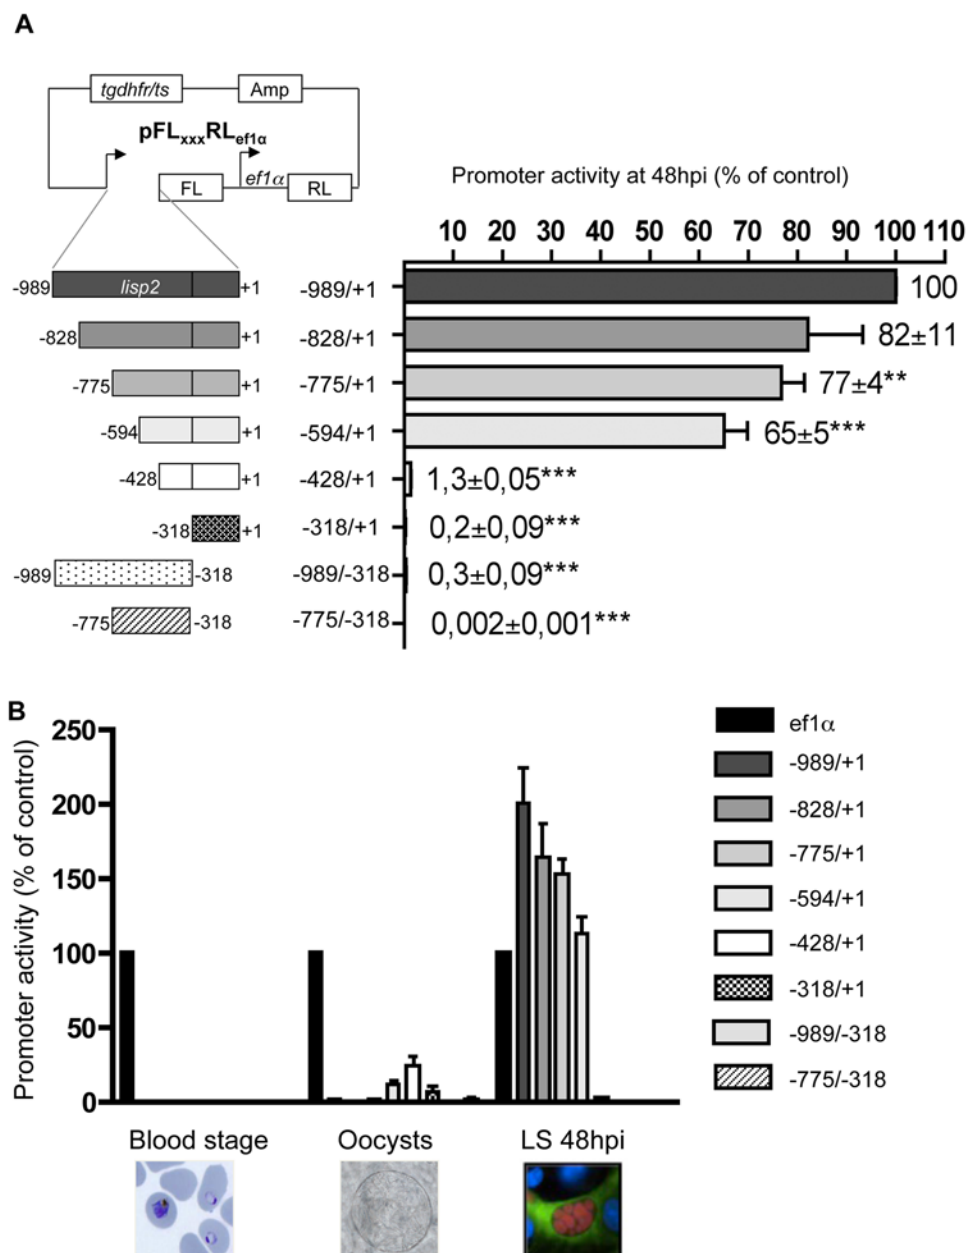 A
tgdhfr/ts Amp
pFLxxxRLef1α
FL ef1α RL
Promoter activity at 48hpi (% of control)
10 20 30 40 50 60 70 80 90 100 110
-989 lisp2 +1 -989/+1 100
-828 +1 -828/+1 82±11
-775 +1 -775/+1 77±4**
-594 +1 -594/+1 65±5***
-428 +1 -428/+1 1,3±0,05***
-318 +1 -318/+1 0,2±0,09***
-989 -318 -989/-318 0,3±0,09***
-775 -318 -775/-318 0,002±0,001***
B
Promoter activity (% of control)
250
200
150
100
50
0
Blood stage Oocysts LS 48hpi
ef1α
-989/+1
-828/+1
-775/+1
-594/+1
-428/+1
-318/+1
-989/-318
-775/-318